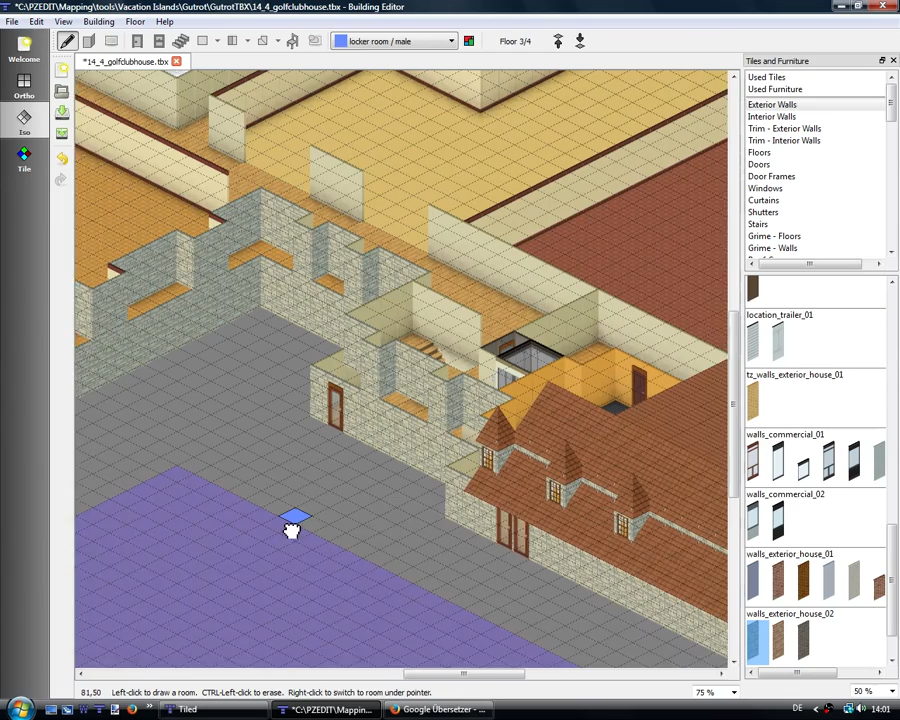 *C:\PZEDIT\Mapping\tools\Vacation Islands\Gutrot\GutrotTBX\14_4_golfclubhouse.tbx - Building Editor
File Edit View Building Floor Help
locker room / male
Floor 3/4
Welcome
Ortho
Iso
Tile
*14_4_golfclubhouse.tbx
Tiles and Furniture
Used Tiles
Used Furniture
Exterior Walls
Interior Walls
Trim - Exterior Walls
Trim - Interior Walls
Floors
Doors
Door Frames
Windows
Curtains
Shutters
Stairs
Grime - Floors
Grime - Walls
location_trailer_01
tz_walls_exterior_house_01
walls_commercial_01
walls_commercial_02
walls_exterior_house_01
walls_exterior_house_02
81,50 Left-click to draw a room. CTRL-Left-click to erase. Right-click to switch to room under pointer.
75 %
50 %
Tiled
*C:\PZEDIT\Mappin...
Google Übersetzer - ...
DE
14:01